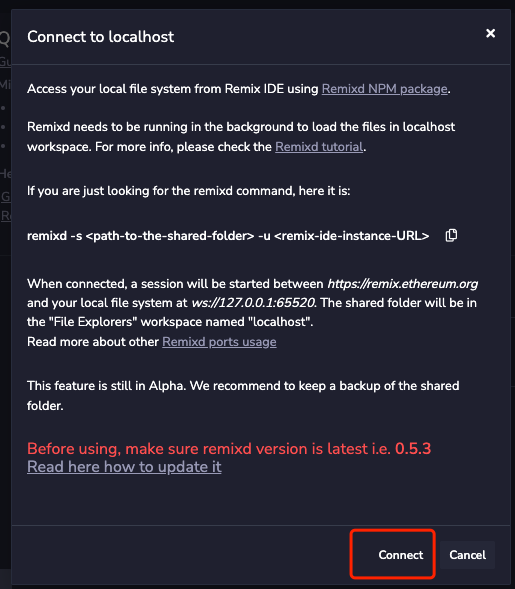 Connect to localhost
Access your local file system from Remix IDE using Remixd NPM package.
Remixd needs to be running in the background to load the files in localhost
workspace. For more info, please check the Remixd tutorial.
If you are just looking for the remixd command, here it is:
remixd -s <path-to-the-shared-folder> -u <remix-ide-instance-URL>
When connected, a session will be started between https://remix.ethereum.org
and your local file system at ws://127.0.0.1:65520. The shared folder will be in
the "File Explorers" workspace named "localhost".
Read more about other Remixd ports usage
This feature is still in Alpha. We recommend to keep a backup of the shared
folder.
Before using, make sure remixd version is latest i.e. 0.5.3
Read here how to update it
Connect
Cancel